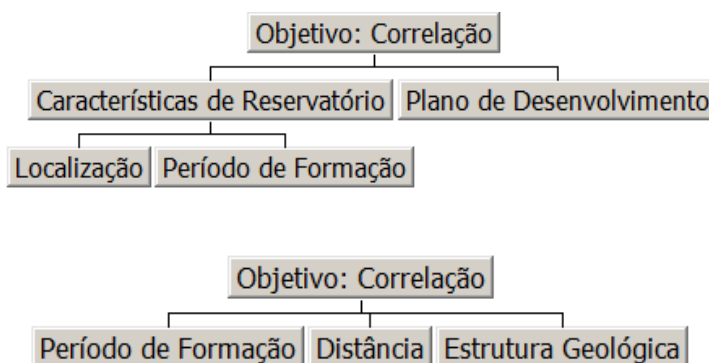 Objetivo: Correlação
Características de Reservatório Plano de Desenvolvimento
Localização Período de Formação
Objetivo: Correlação
Período de Formação Distância Estrutura Geológica